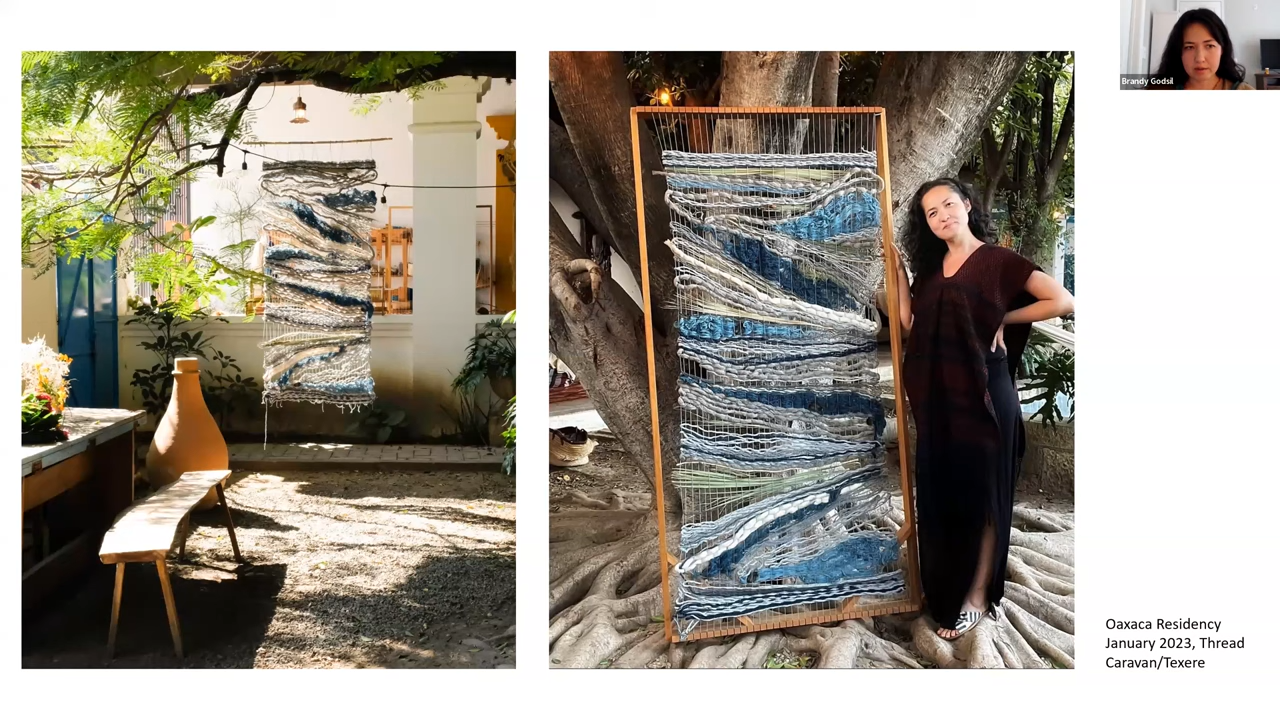 Brandy Godsil
Oaxaca Residency
January 2023, Thread
Caravan/Texere